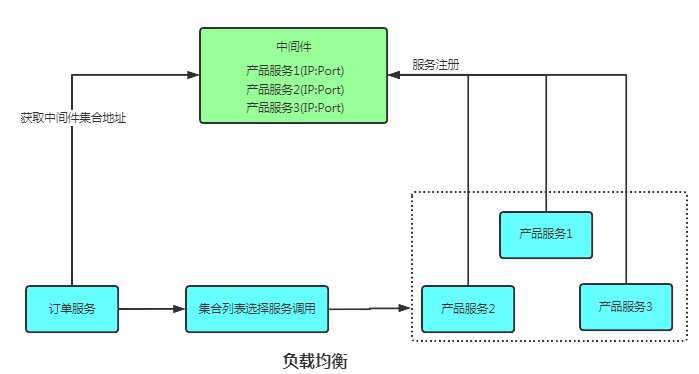 中间件
产品服务1(IP:Port)
产品服务2(IP:Port)
产品服务3(IP:Port)
服务注册
获取中间件集合地址
产品服务1
订单服务
集合列表选择服务调用
产品服务2
产品服务3
负载均衡